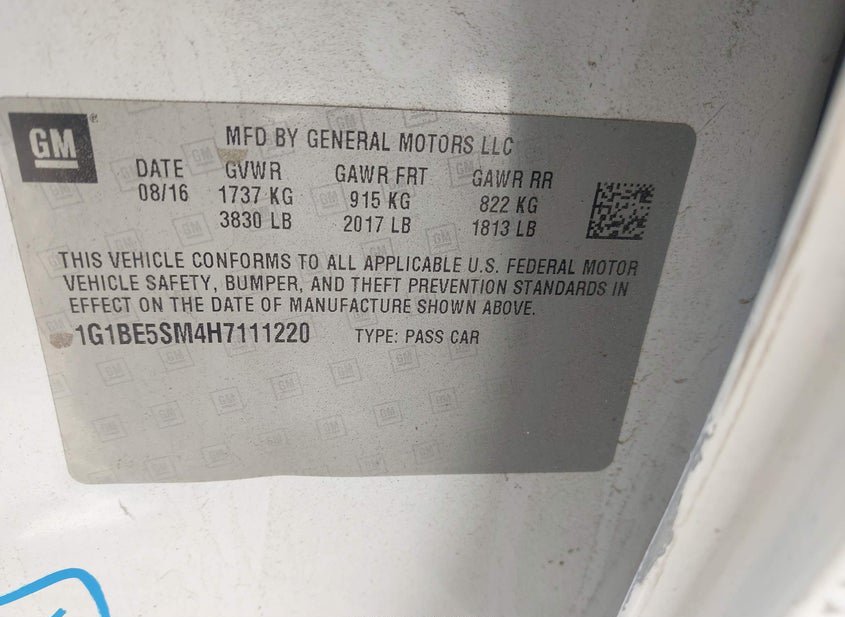 GM ®
MFD BY GENERAL MOTORS LLC
DATE GVWR GAWR FRT GAWR RR
08/16 1737 KG 915 KG 822 KG
3830 LB 2017 LB 1813 LB
THIS VEHICLE CONFORMS TO ALL APPLICABLE U.S. FEDERAL MOTOR
VEHICLE SAFETY, BUMPER, AND THEFT PREVENTION STANDARDS IN
EFFECT ON THE DATE OF MANUFACTURE SHOWN ABOVE.
1G1BE5SM4H7111220 TYPE: PASS CAR